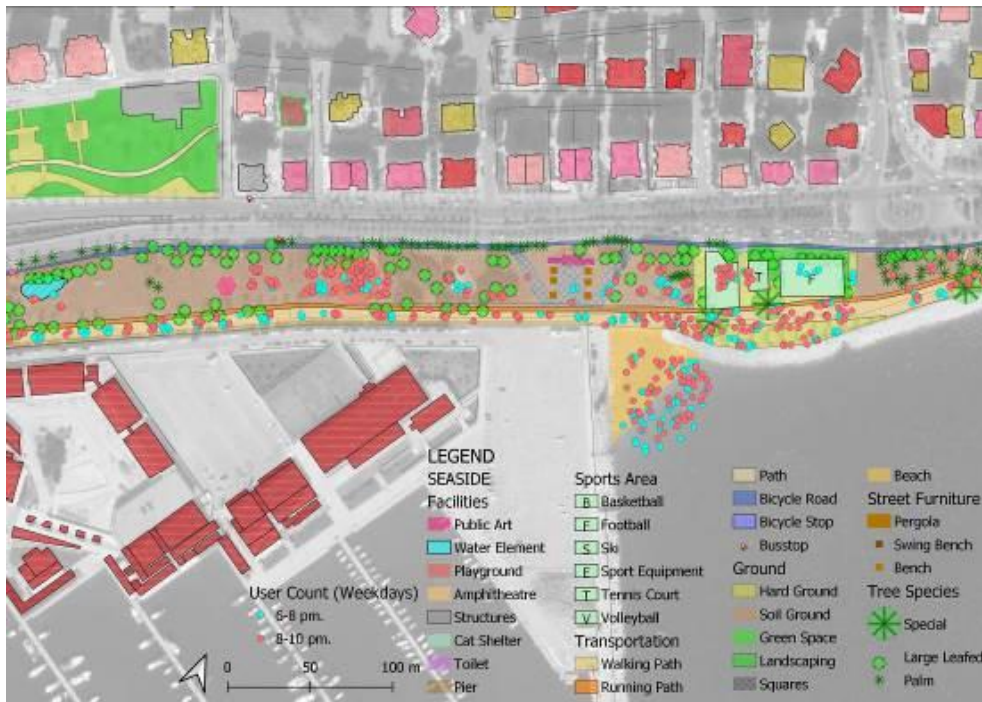 T
F
LEGEND
SEASIDE
Facilities
Public Art
Water Element
Playground
Amphitheatre
Structures
Cat Shelter
Toilet
Pier
Sports Area
B Basketball
F Football
S Ski
E Sport Equipment
T Tennis Court
V Volleyball
Transportation
Walking Path
Running Path
Path
Bicycle Road
Bicycle Stop
Busstop
Ground
Hard Ground
Soil Ground
Green Space
Landscaping
Squares
Beach
Street Furniture
Pergola
Swing Bench
Bench
Tree Species
Special
Large Leafed
Palm
User Count (Weekdays)
6-8 pm.
8-10 pm.
0 50 100 m